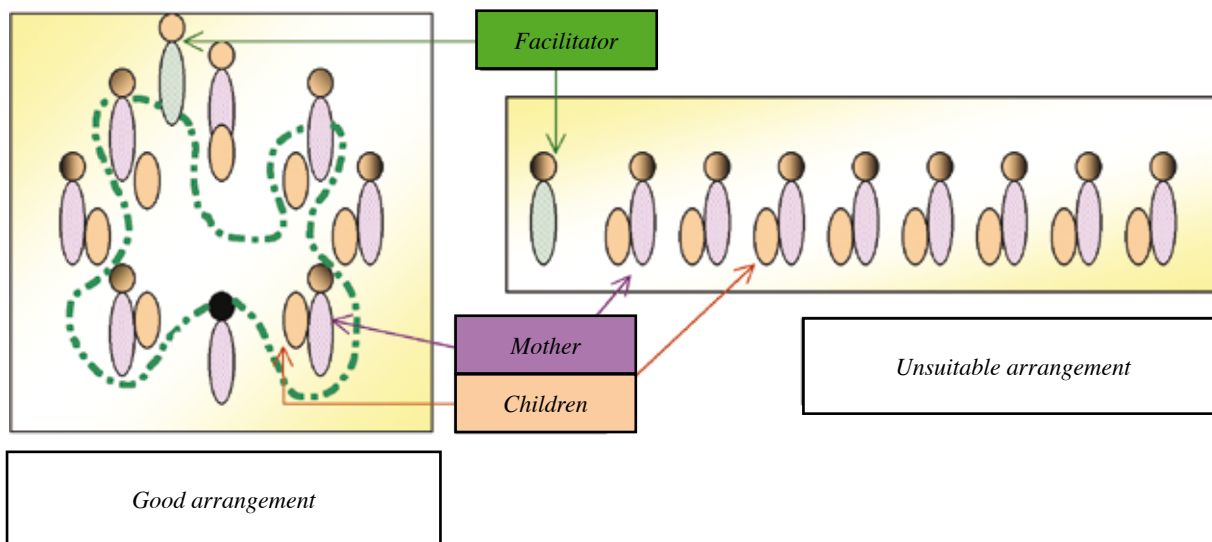 Facilitator
Mother
Children
Unsuitable arrangement
Good arrangement